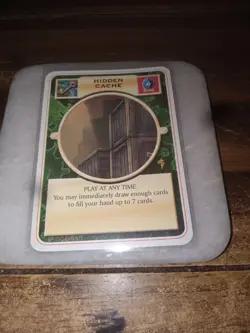 HIDDEN
CACHE
PLAY AT ANY TIME
You may immediately draw enough cards
to fill your hand up to 7 cards.